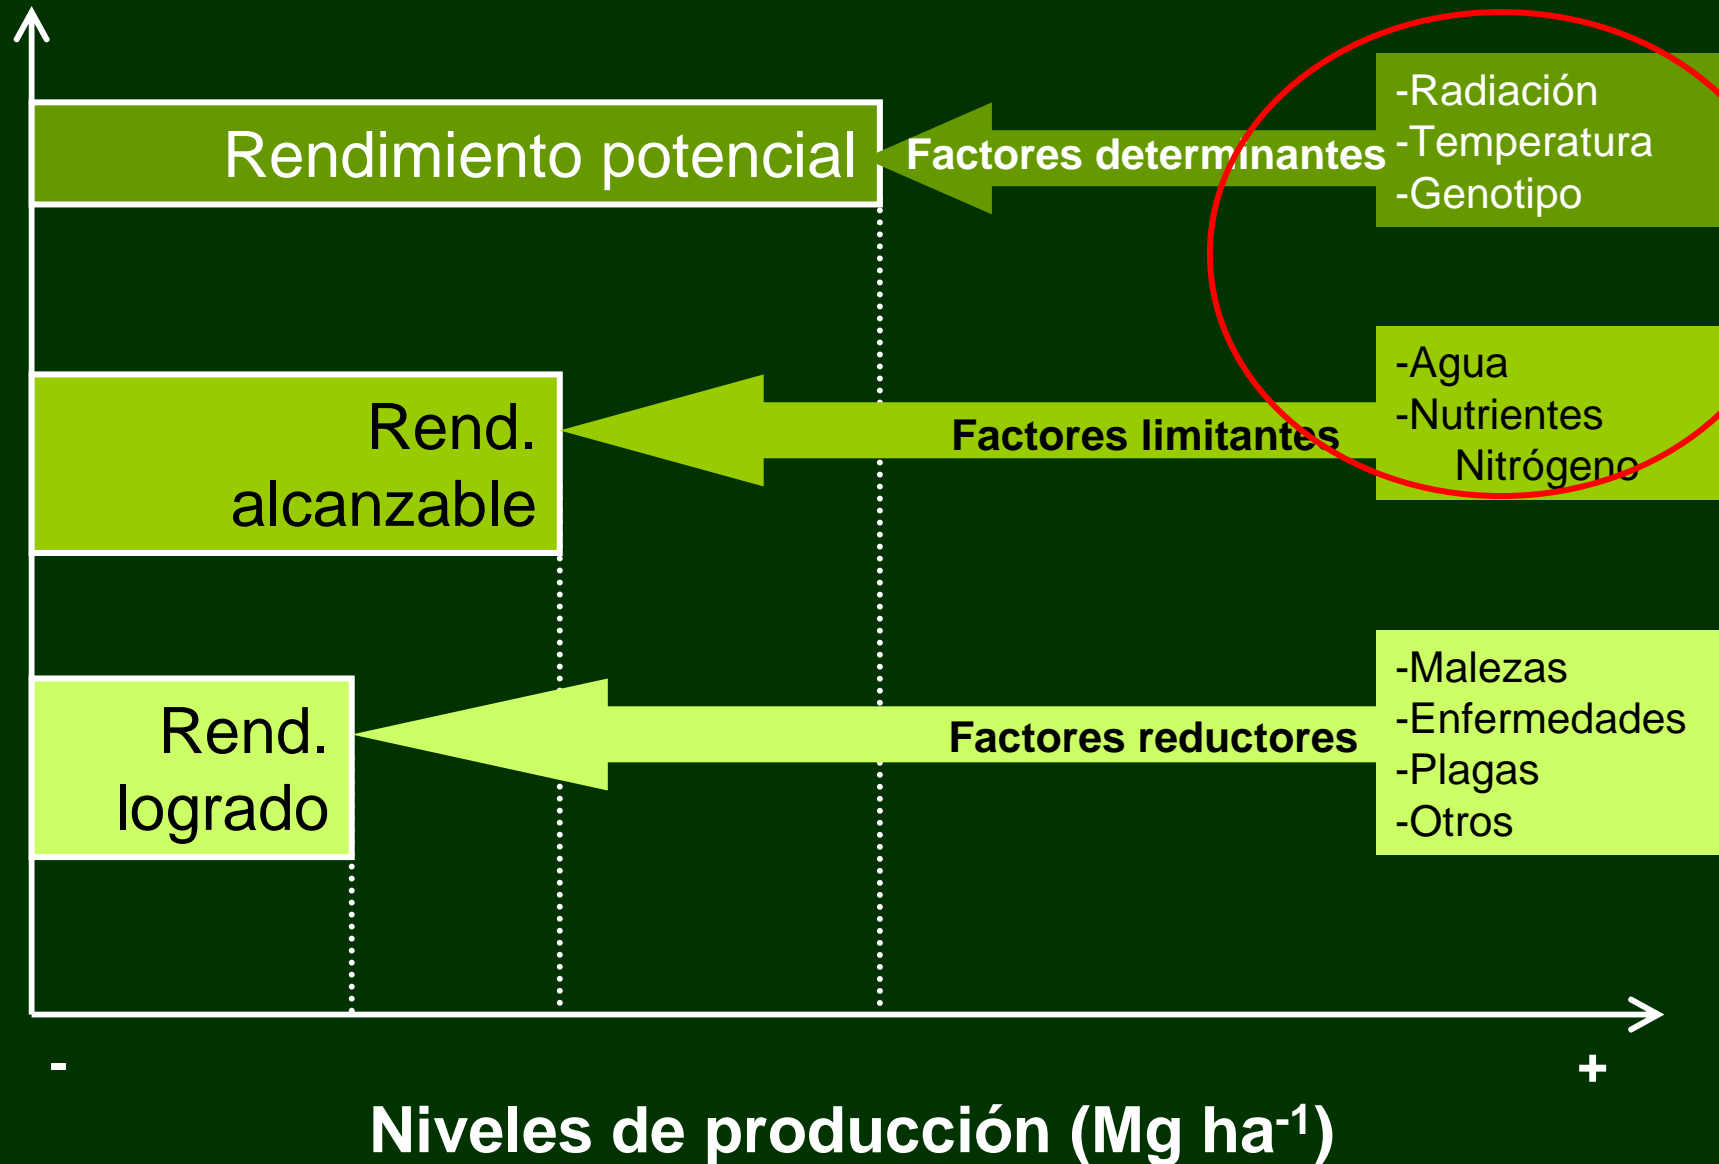 Rendimiento potencial
Factores determinantes
-Radiación
-Temperatura
-Genotipo
Rend.
alcanzable
Factores limitantes
-Agua
-Nutrientes
Nitrógeno
Rend.
logrado
Factores reductores
-Malezas
-Enfermedades
-Plagas
-Otros
- +
Niveles de producción (Mg ha-1)